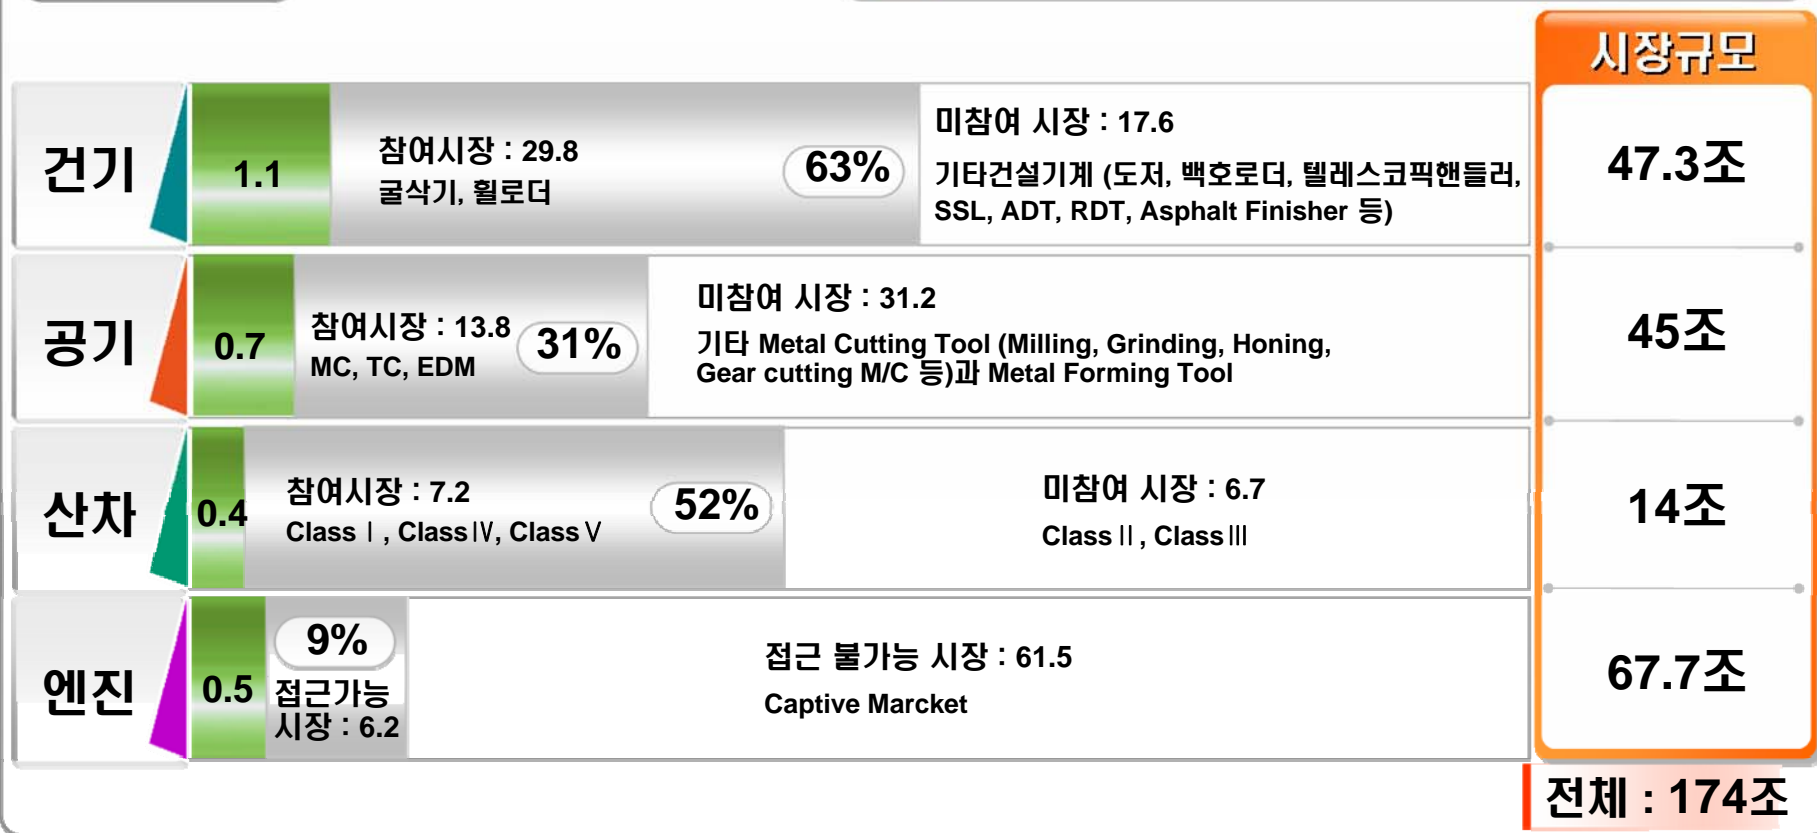 시장규모
건기
1.1
참여시장 : 29.8
굴삭기, 휠로더
63%
미참여 시장 : 17.6
기타건설기계 (도저, 백호로더, 텔레스코픽핸들러,
SSL, ADT, RDT, Asphalt Finisher 등)
47.3조
공기
0.7
참여시장 : 13.8
MC, TC, EDM
31%
미참여 시장 : 31.2
기타 Metal Cutting Tool (Milling, Grinding, Honing,
Gear cutting M/C 등)과 Metal Forming Tool
45조
산차
0.4
참여시장 : 7.2
ClassⅠ, ClassⅣ, ClassⅤ
52%
미참여 시장 : 6.7
ClassⅡ, ClassⅢ
14조
엔진
0.5
9%
접근가능
시장 : 6.2
접근 불가능 시장 : 61.5
Captive Marcket
67.7조
전체 : 174조